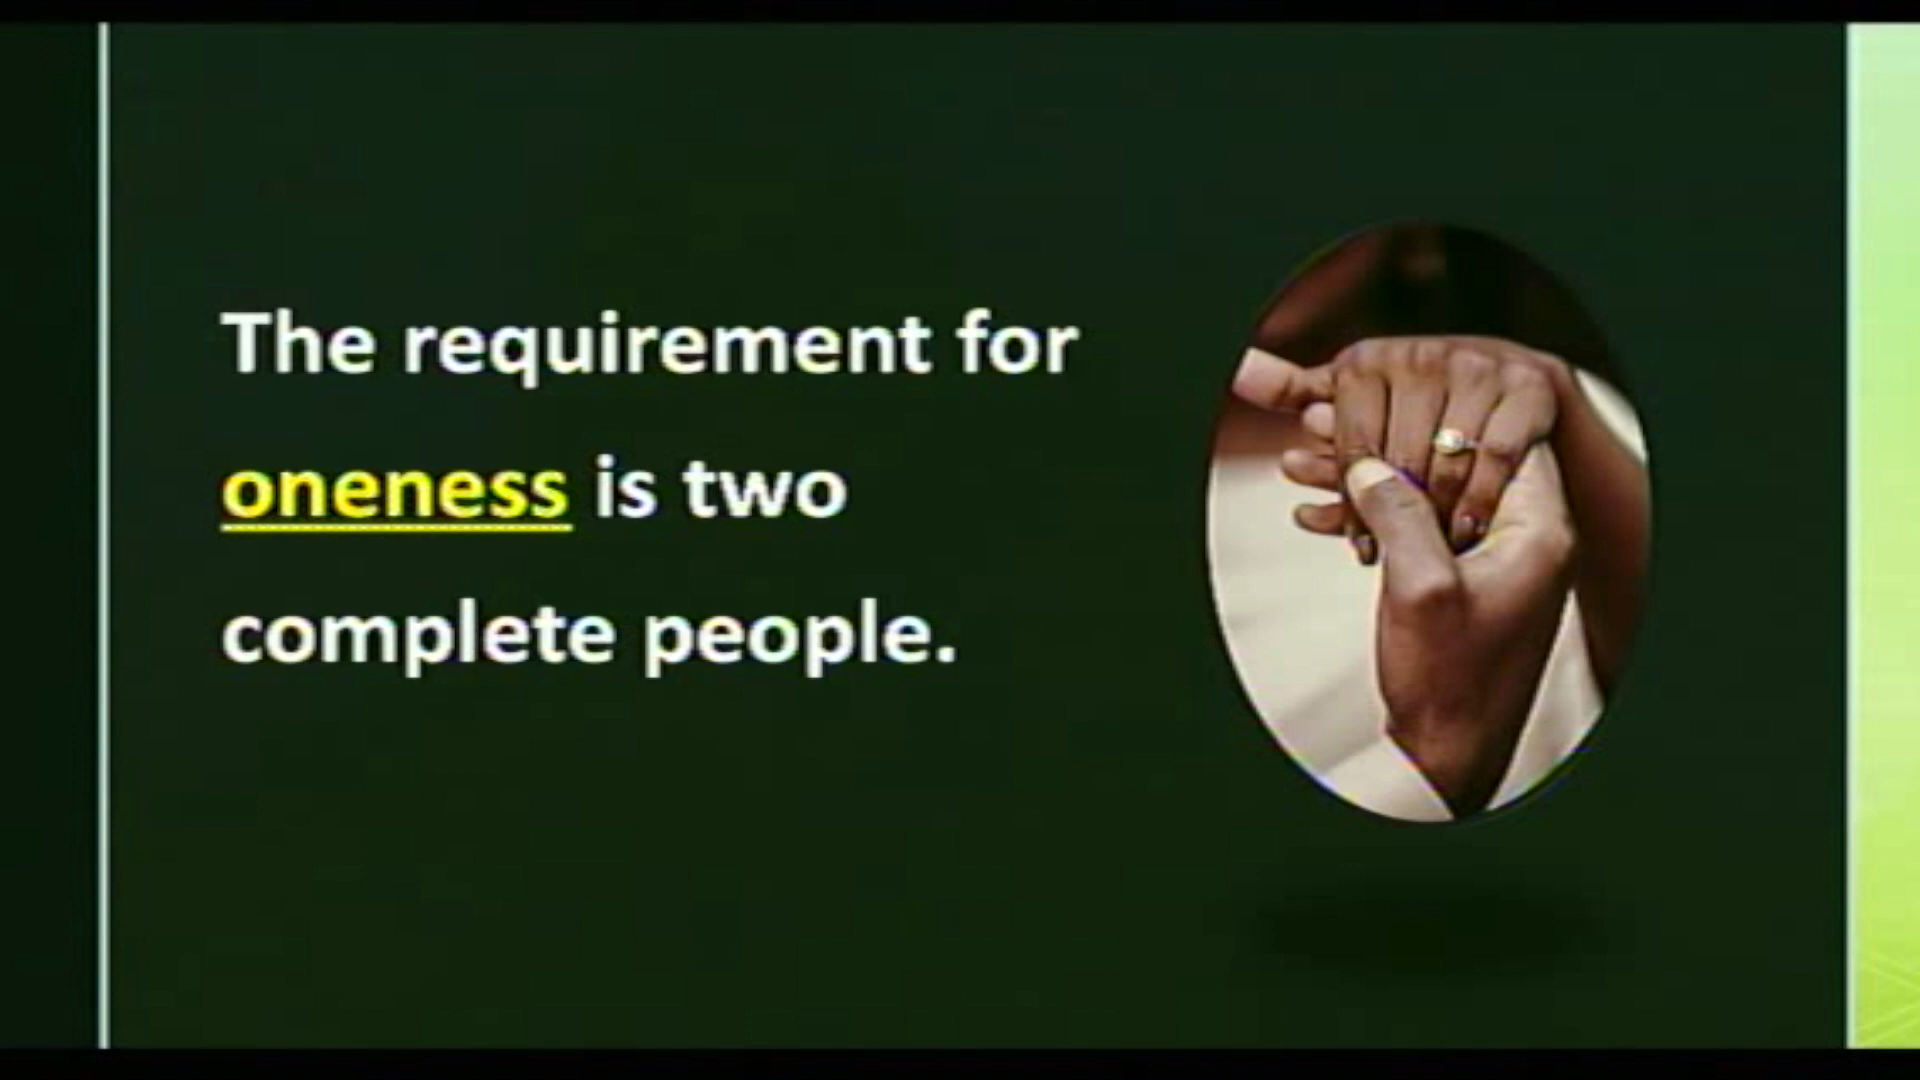 The requirement for
oneness is two
complete people.